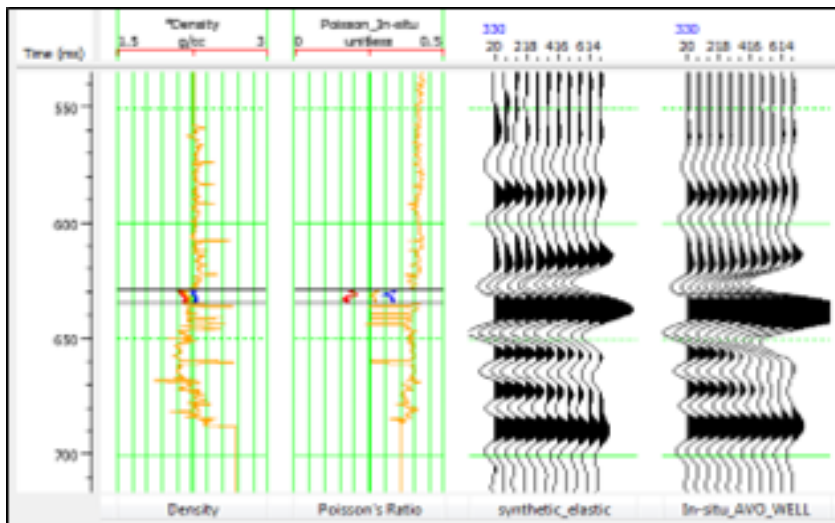 *Density
g/cc
1.5 3
Poisson_In-situ
unitless
0 0.5
330
20 218 416 614
330
20 218 416 614
Time (ms)
550
600
650
700
Density
Poisson's Ratio
synthetic_elastic
In-situ_AVO_WELL